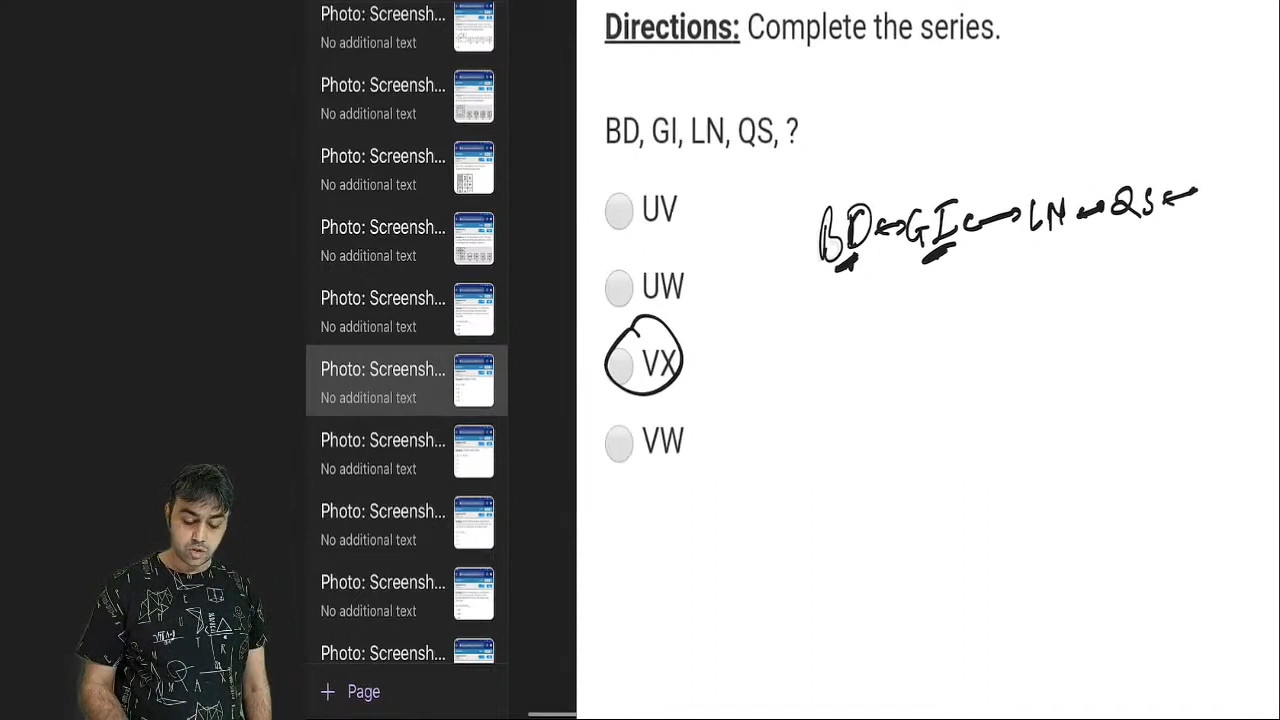 Photo: Screensh...
No additional text
Photo: Screensh...
No additional text
Photo: Screensh...
No additional text
Photo: Screensh...
No additional text
Photo: Screensh...
No additional text
Photo: Screensh...
No additional text
Photo: Screensh...
No additional text
Photo: Screensh...
No additional text
Photo: Screensh...
No additional text
Photo: Screensh...
+ Page
Directions: Complete the series.
BD, GI, LN, QS, ?
UV
UW
VX
VW
BD GI LN QS